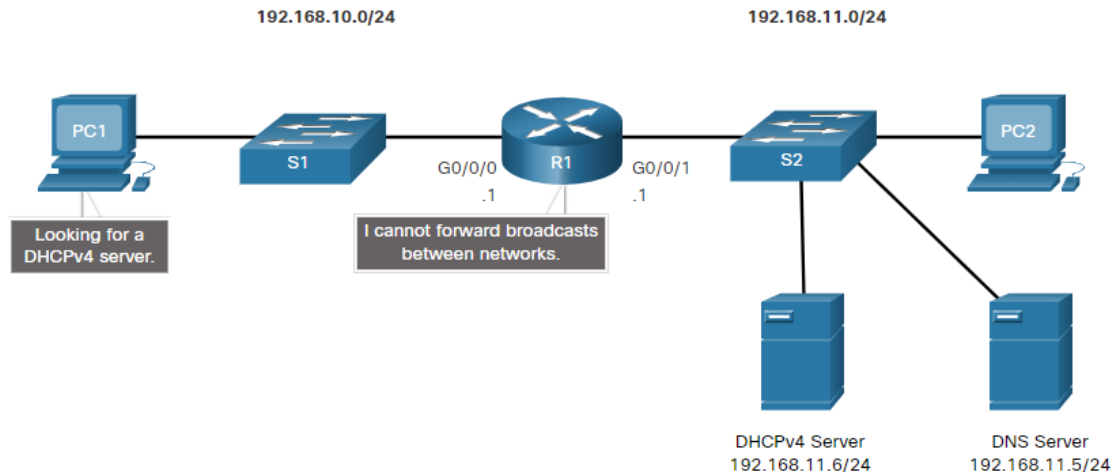 192.168.10.0/24
192.168.11.0/24
PC1
S1
G0/0/0
.1
R1
G0/0/1
.1
S2
PC2
Looking for a
DHCPv4 server.
I cannot forward broadcasts
between networks.
DHCPv4 Server
192.168.11.6/24
DNS Server
192.168.11.5/24